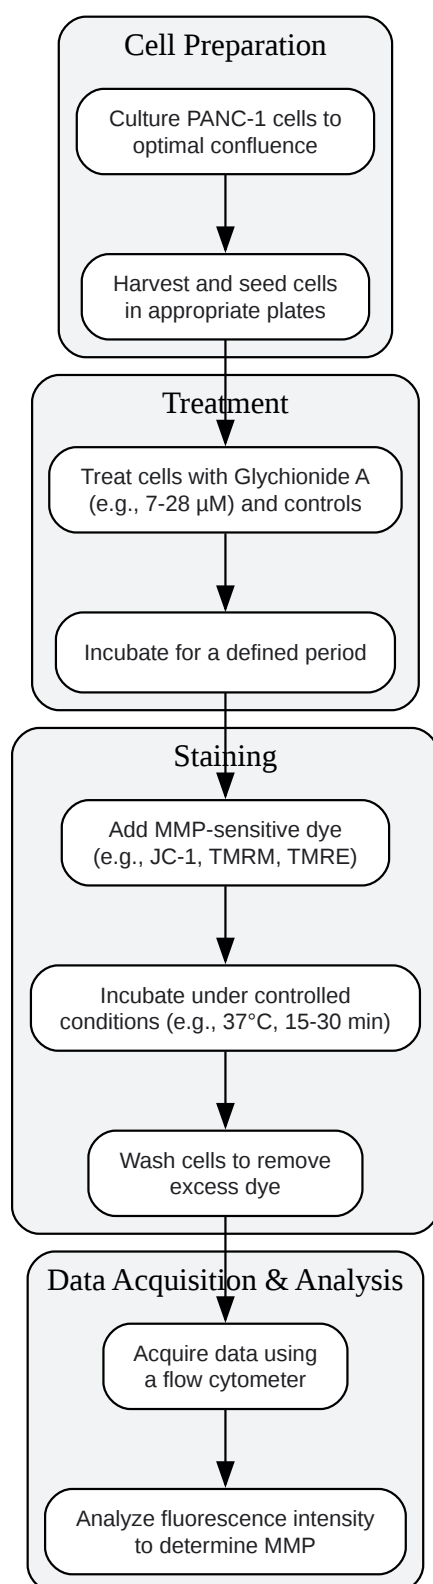 Cell Preparation
Culture PANC-1 cells to
optimal confluence
Harvest and seed cells
in appropriate plates
Treatment
Treat cells with Glychionide A
(e.g., 7-28 µM) and controls
Incubate for a defined period
Staining
Add MMP-sensitive dye
(e.g., JC-1, TMRM, TMRE)
Incubate under controlled
conditions (e.g., 37°C, 15-30 min)
Wash cells to remove
excess dye
Data Acquisition & Analysis
Acquire data using
a flow cytometer
Analyze fluorescence intensity
to determine MMP